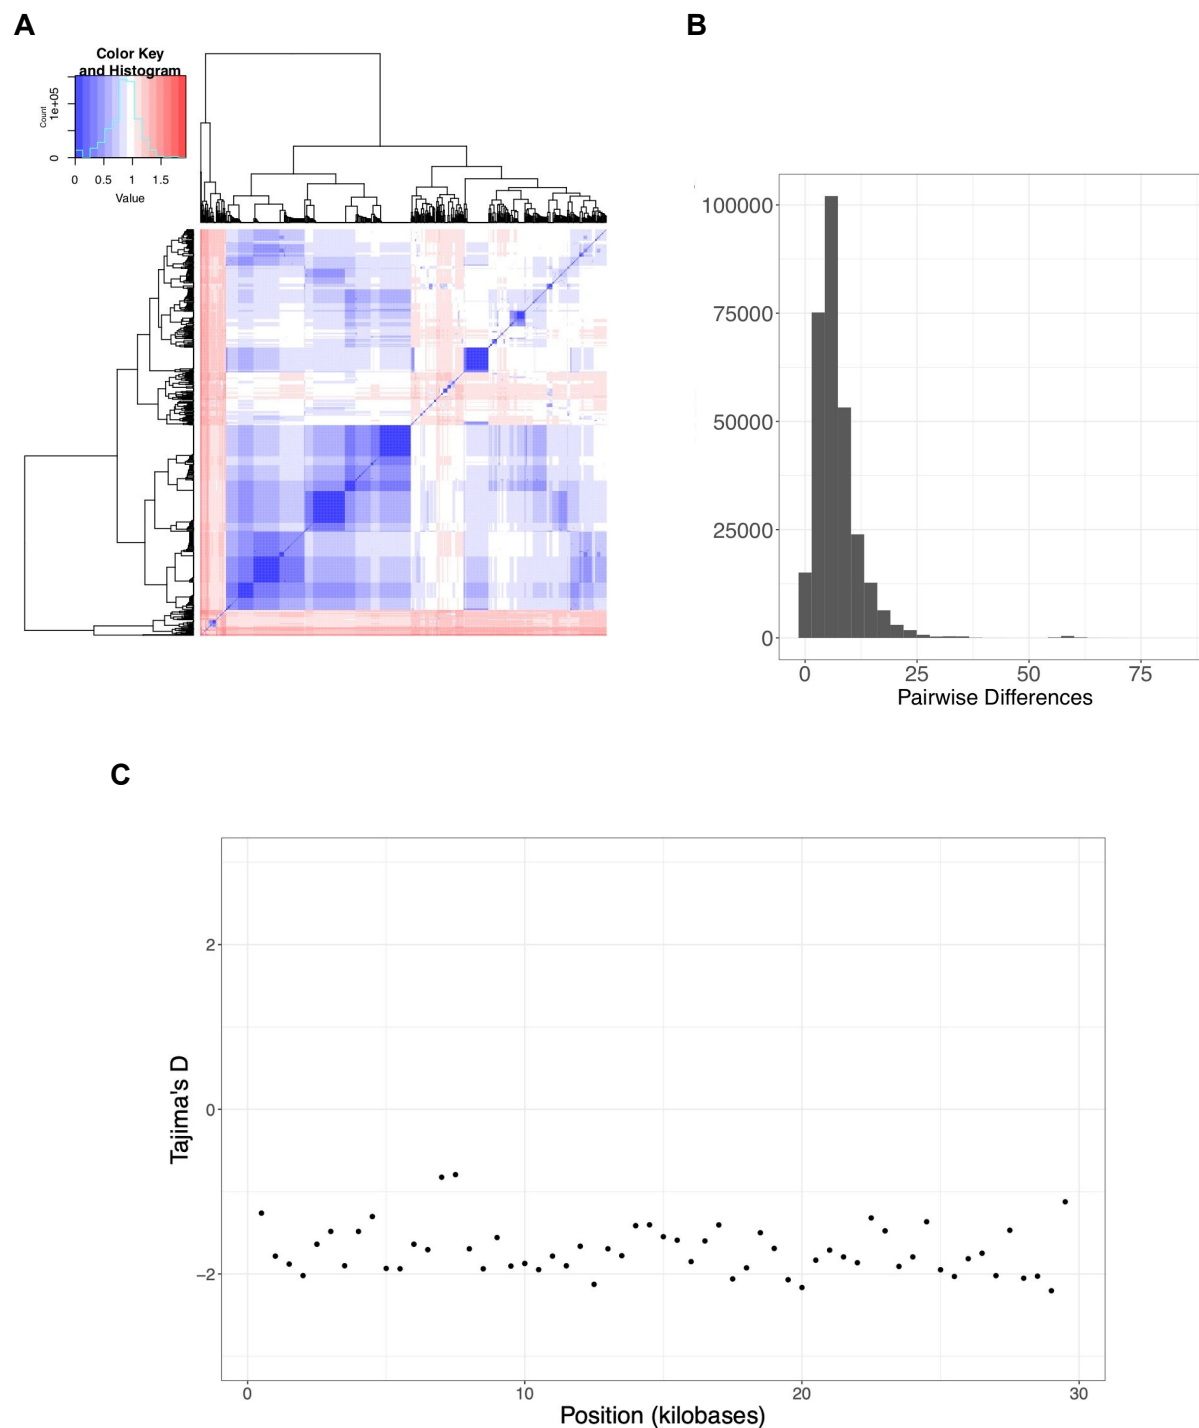 A
B
Color Key
and Histogram
Count
0
1e+05
0
0.5
1
1.5
Value
100000
75000
50000
25000
0
0
25
50
75
Pairwise Differences
C
2
0
−2
Tajima's D
0
10
20
30
Position (kilobases)